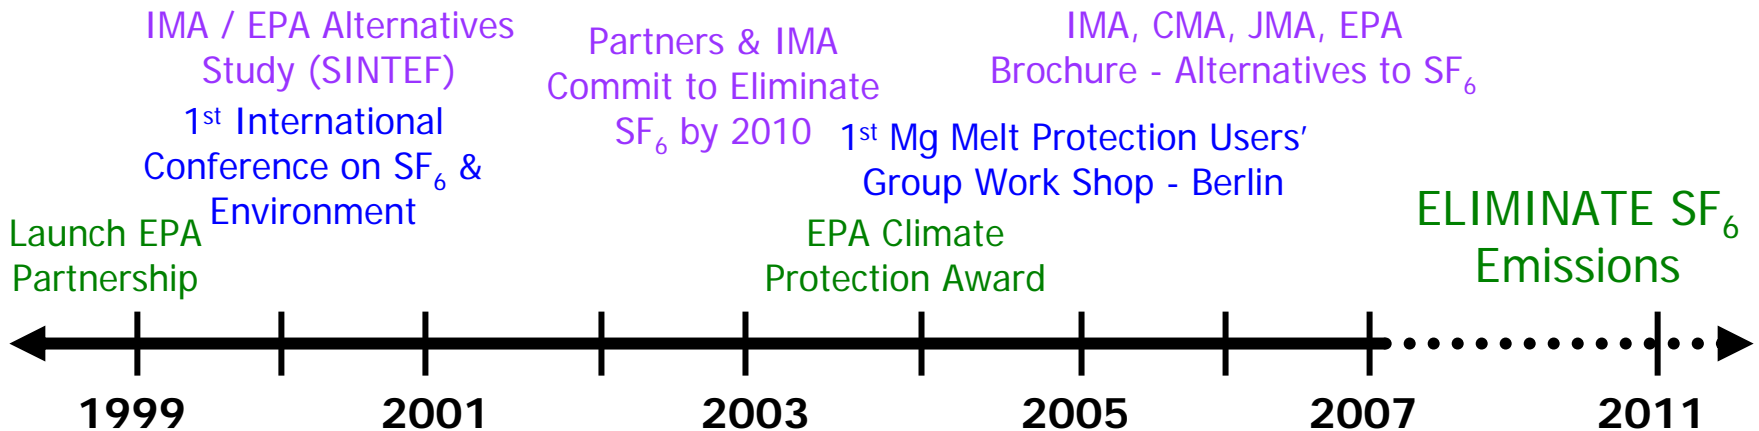 IMA / EPA Alternatives
Study (SINTEF)
1st International
Conference on SF6 &
Environment
Launch EPA
Partnership
Partners & IMA
Commit to Eliminate
SF6 by 2010
IMA, CMA, JMA, EPA
Brochure - Alternatives to SF6
1st Mg Melt Protection Users'
Group Work Shop - Berlin
EPA Climate
Protection Award
ELIMINATE SF6
Emissions
1999 2001 2003 2005 2007 2011